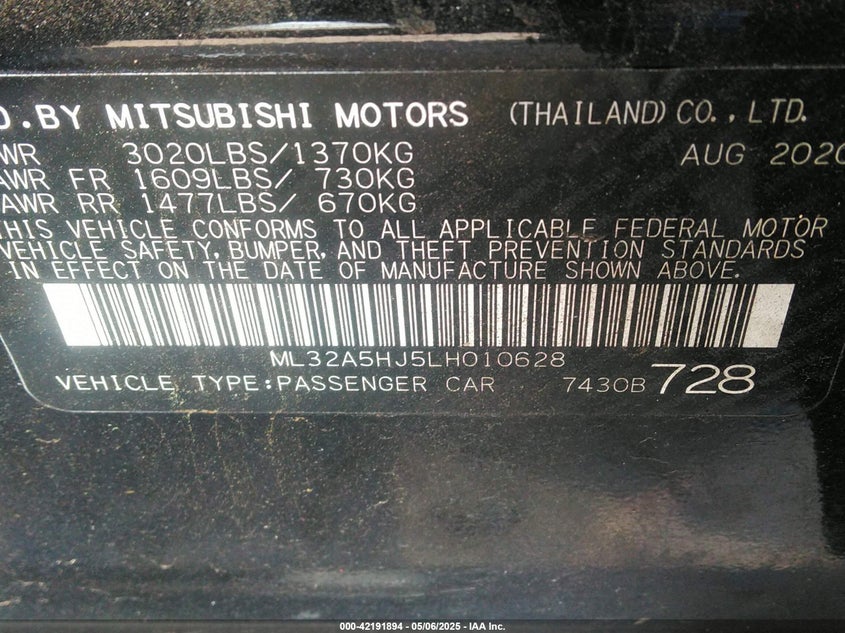 D.BY MITSUBISHI MOTORS (THAILAND) CO.,LTD.
WR 3020LBS/1370KG AUG 2020
AWR FR 1609LBS/ 730KG
AWR RR 1477LBS/ 670KG
THIS VEHICLE CONFORMS TO ALL APPLICABLE FEDERAL MOTOR
VEHICLE SAFETY, BUMPER, AND THEFT PREVENTION STANDARDS
IN EFFECT ON THE DATE OF MANUFACTURE SHOWN ABOVE.
ML32A5HJ5LH010628
VEHICLE TYPE:PASSENGER CAR 7430B 728
000-42191894 - 05/06/2025 - IAA Inc.